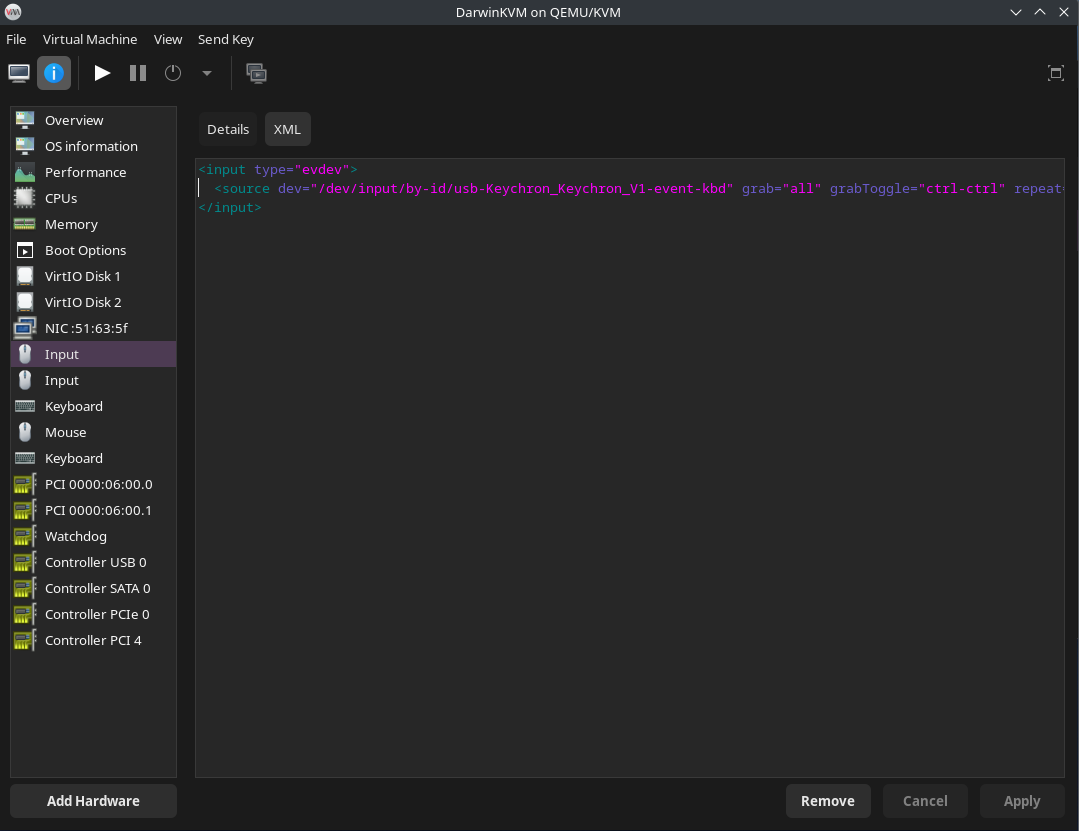 DarwinKVM on QEMU/KVM
File Virtual Machine View Send Key
Details XML
Overview
OS information
Performance
CPUs
Memory
Boot Options
VirtIO Disk 1
VirtIO Disk 2
NIC :51:63:5f
Input
Input
Keyboard
Mouse
Keyboard
PCI 0000:06:00.0
PCI 0000:06:00.1
Watchdog
Controller USB 0
Controller SATA 0
Controller PCIe 0
Controller PCI 4
<input type="evdev">
  <source dev="/dev/input/by-id/usb-Keychron_Keychron_V1-event-kbd" grab="all" grabToggle="ctrl-ctrl" repeat=
</input>
Add Hardware
Remove Cancel Apply